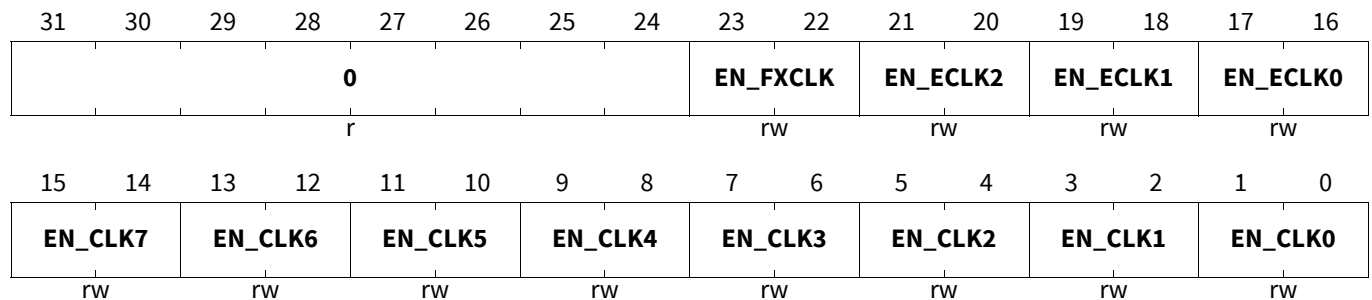 31 30 29 28 27 26 25 24 23 22 21 20 19 18 17 16
0 EN_FXCLK EN_ECLK2 EN_ECLK1 EN_ECLK0
r rw rw rw rw
15 14 13 12 11 10 9 8 7 6 5 4 3 2 1 0
EN_CLK7 EN_CLK6 EN_CLK5 EN_CLK4 EN_CLK3 EN_CLK2 EN_CLK1 EN_CLK0
rw rw rw rw rw rw rw rw